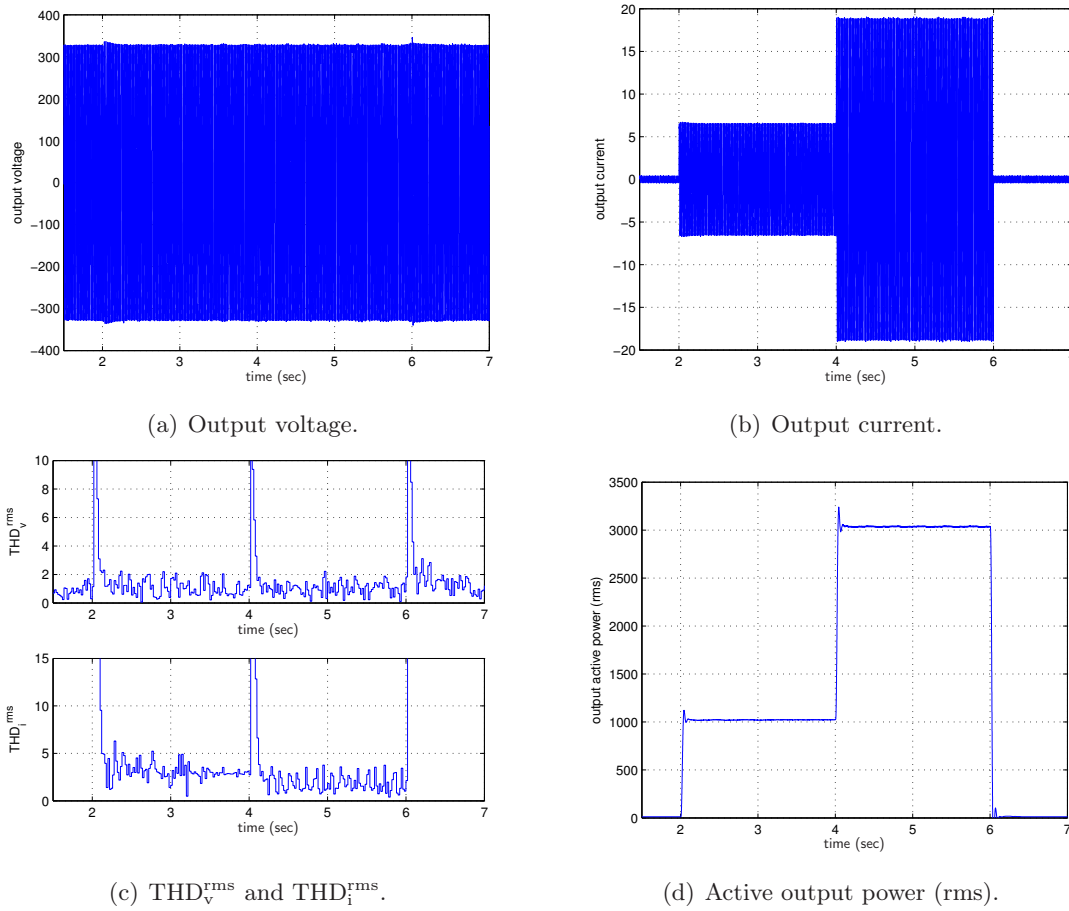 400
300
200
100
0
−100
−200
−300
−400
output voltage
2 3 4 5 6 7
time (sec)
(a) Output voltage.
20
15
10
5
0
−5
−10
−15
−20
output current
2 3 4 5 6 7
time (sec)
(b) Output current.
10
8
6
4
2
0
THD_v^rms
2 3 4 5 6 7
time (sec)
15
10
5
0
THD_i^rms
2 3 4 5 6 7
time (sec)
(c) THD_v^rms and THD_i^rms.
3500
3000
2500
2000
1500
1000
500
0
output active power (rms)
2 3 4 5 6 7
time (sec)
(d) Active output power (rms).